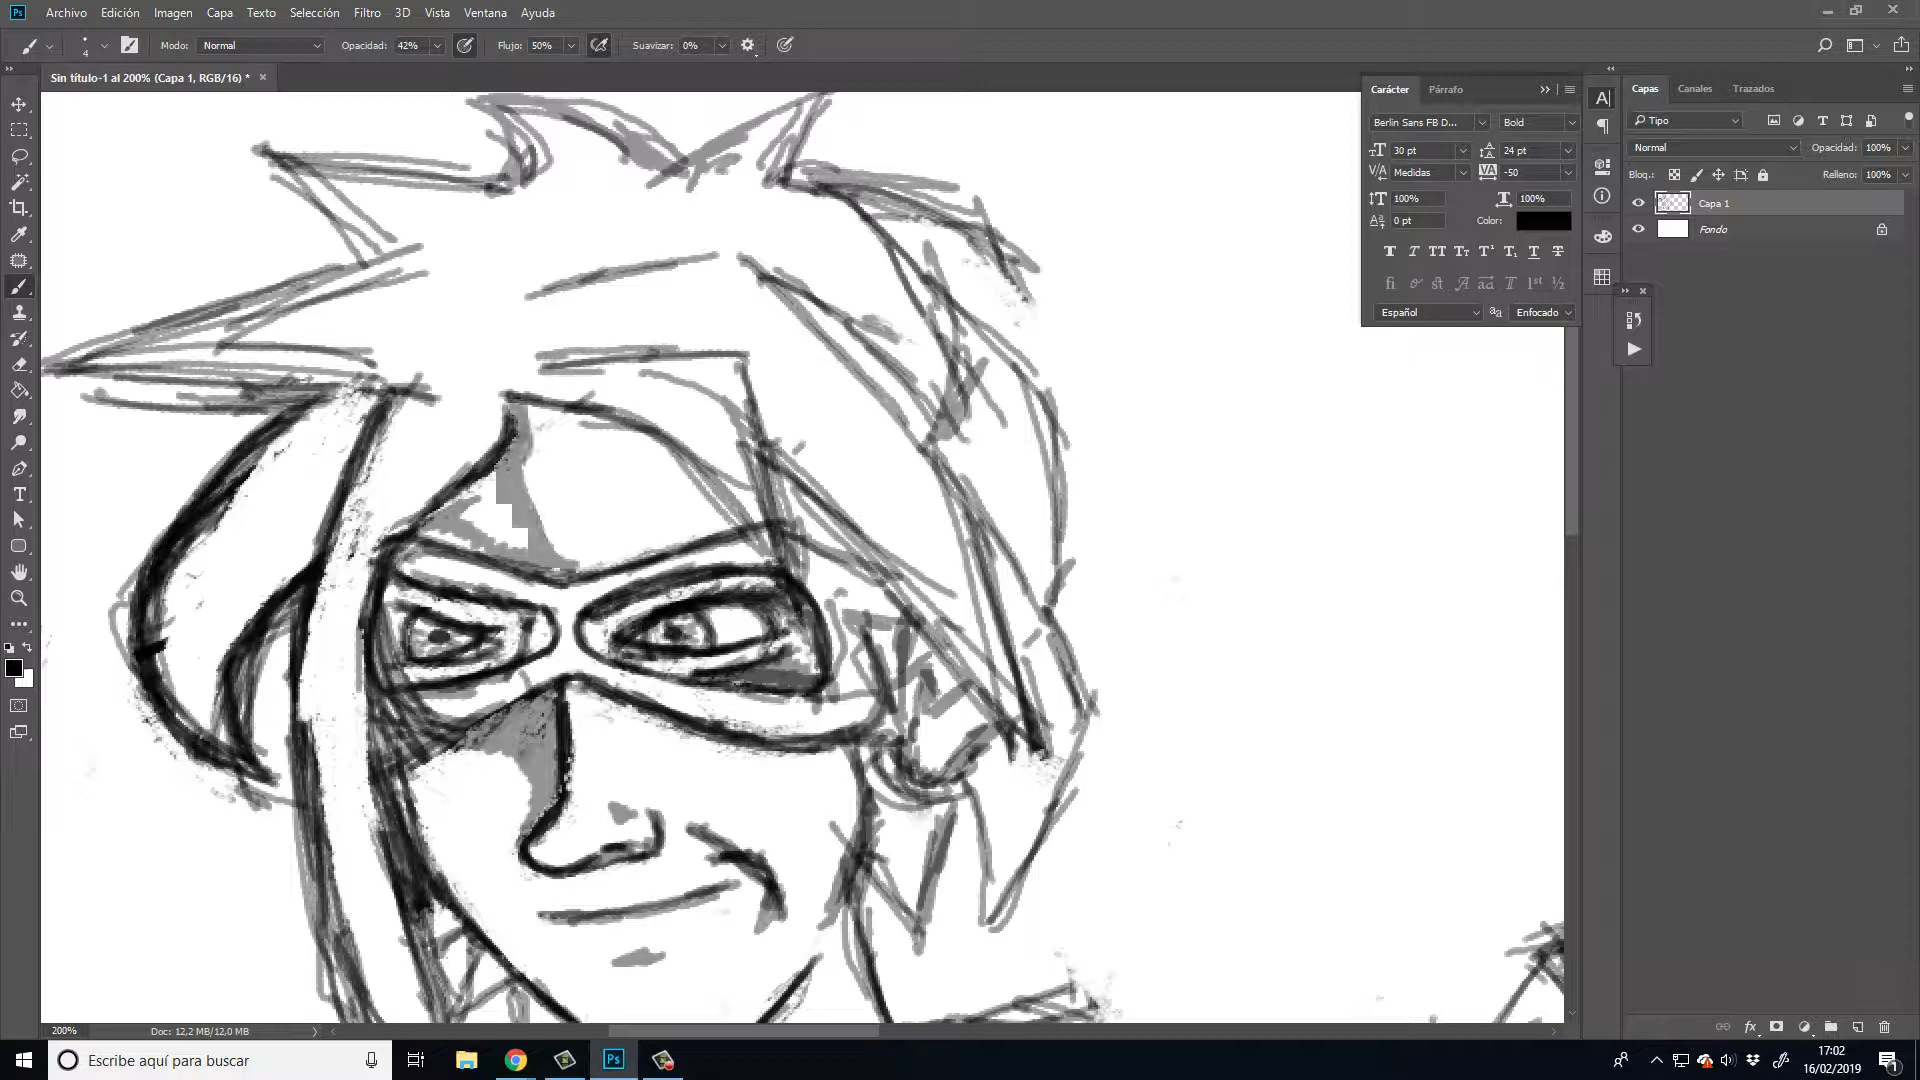 Ps Archivo Edición Imagen Capa Texto Selección Filtro 3D Vista Ventana Ayuda
4 Modo: Normal Opacidad: 42% Flujo: 50% Suavizar: 0%
Sin título-1 al 200% (Capa 1, RGB/16) *
Carácter Párrafo
Berlin Sans FB D... Bold
30 pt 24 pt
Medidas -50
100% 100%
0 pt Color:
Español Enfocado
Capas Canales Trazados
Tipo
Normal Opacidad: 100%
Bloq.: Relleno: 100%
Capa 1
Fondo
200% Doc: 12,2 MB/12,0 MB
Escribe aquí para buscar
Ps
17:02
16/02/2019
1